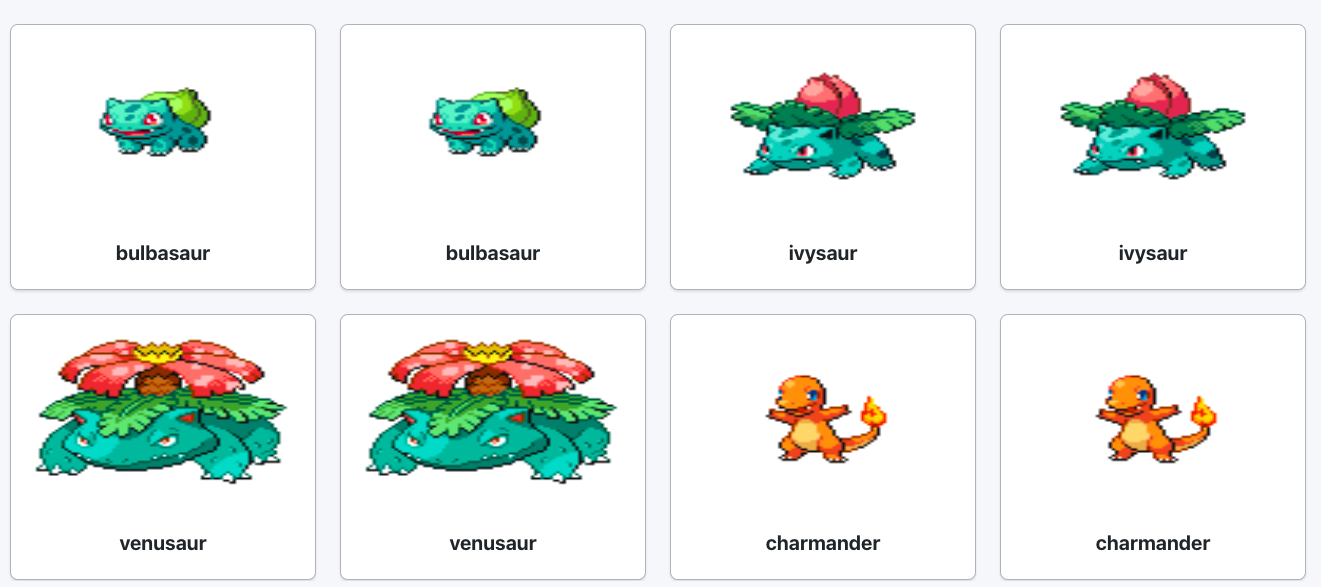 bulbasaur
bulbasaur
ivysaur
ivysaur
venusaur
venusaur
charmander
charmander